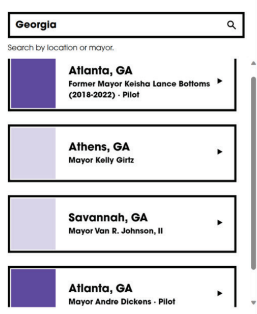 Georgia
Search by location or mayor.
Atlanta, GA
Former Mayor Keisha Lance Bottoms
(2018-2022) - Pilot
Athens, GA
Mayor Kelly Girtz
Savannah, GA
Mayor Van R. Johnson, II
Atlanta, GA
Mayor Andre Dickens - Pilot